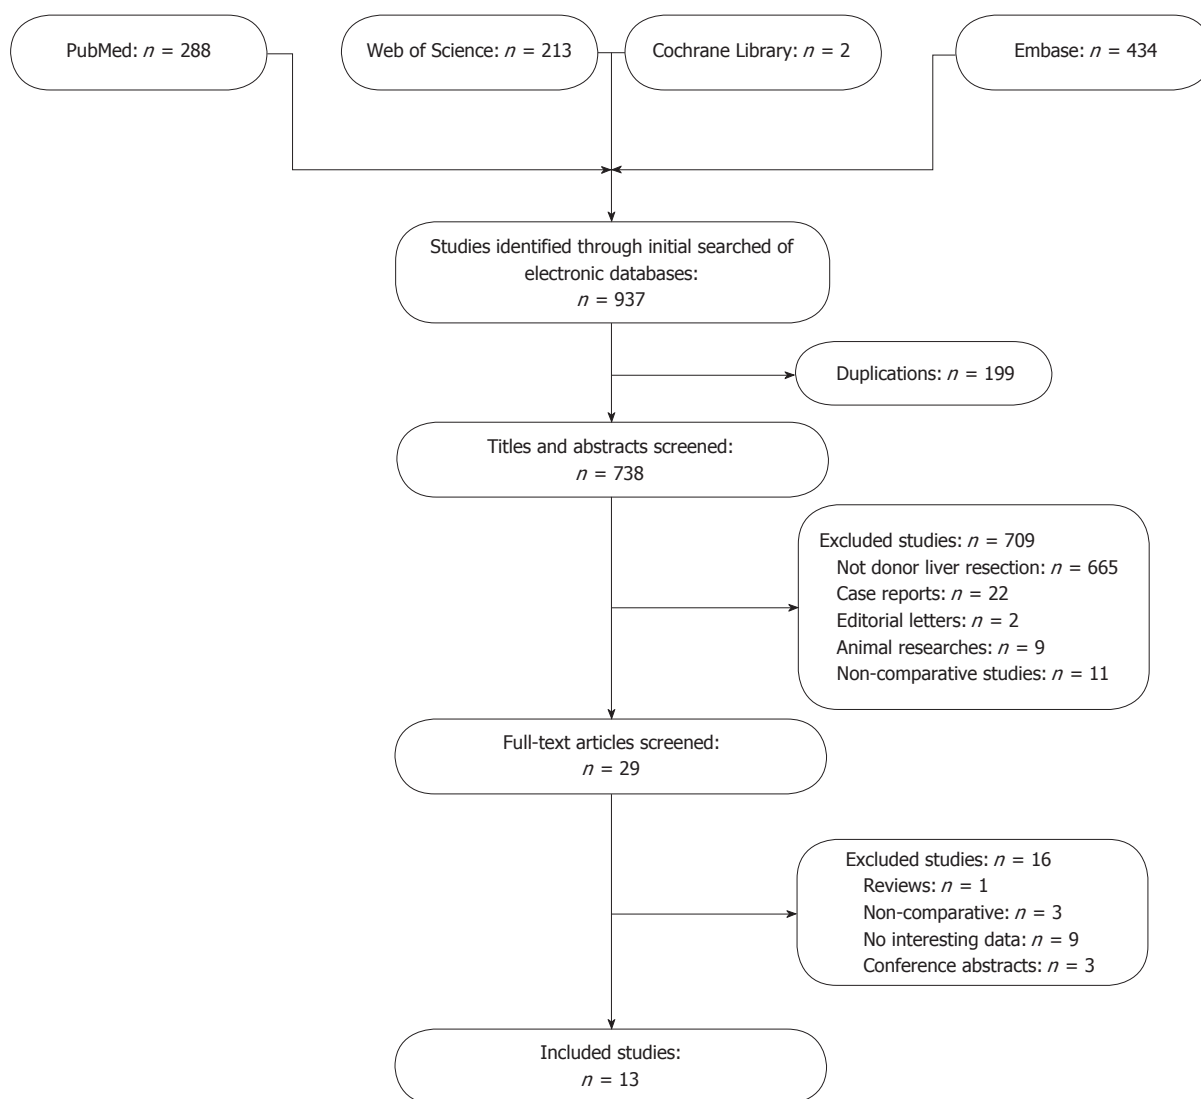 PubMed: n = 288
Web of Science: n = 213
Cochrane Library: n = 2
Embase: n = 434
Studies identified through initial searched of
electronic databases:
n = 937
Duplications: n = 199
Titles and abstracts screened:
n = 738
Excluded studies: n = 709
Not donor liver resection: n = 665
Case reports: n = 22
Editorial letters: n = 2
Animal researches: n = 9
Non-comparative studies: n = 11
Full-text articles screened:
n = 29
Excluded studies: n = 16
Reviews: n = 1
Non-comparative: n = 3
No interesting data: n = 9
Conference abstracts: n = 3
Included studies:
n = 13